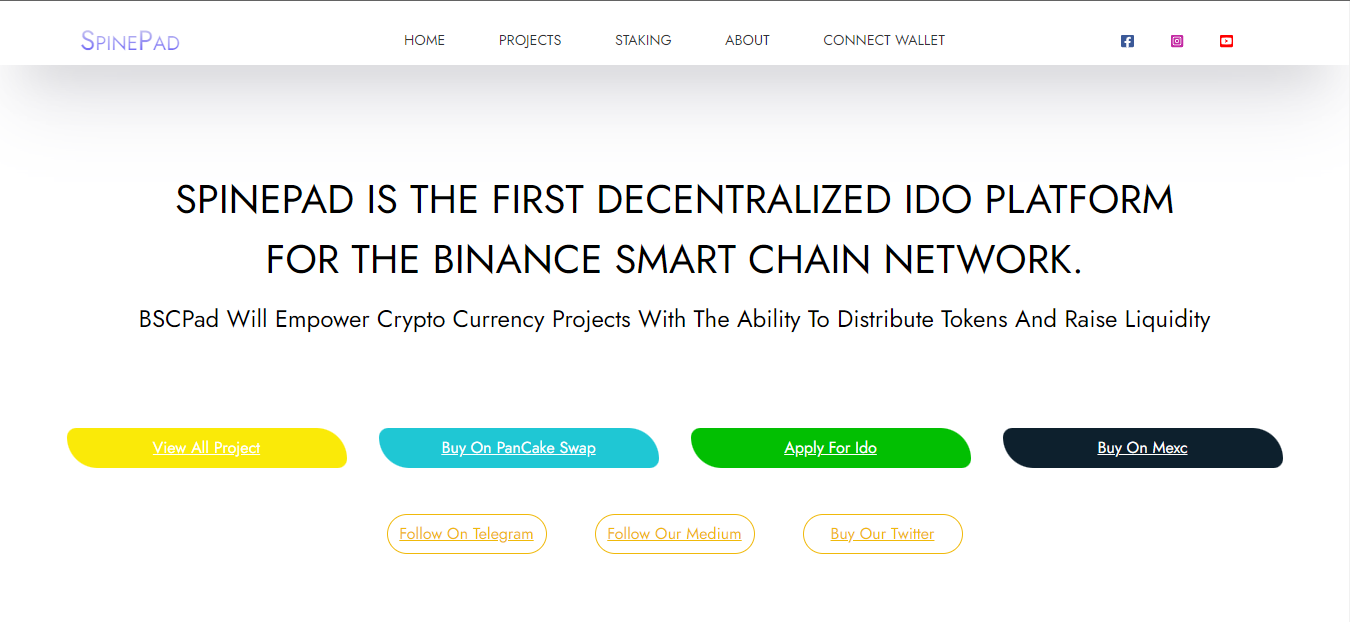 SpinePad
HOME PROJECTS STAKING ABOUT CONNECT WALLET
SPINEPAD IS THE FIRST DECENTRALIZED IDO PLATFORM
FOR THE BINANCE SMART CHAIN NETWORK.
BSCPad Will Empower Crypto Currency Projects With The Ability To Distribute Tokens And Raise Liquidity
View All Project Buy On PanCake Swap Apply For Ido Buy On Mexc
Follow On Telegram Follow Our Medium Buy Our Twitter